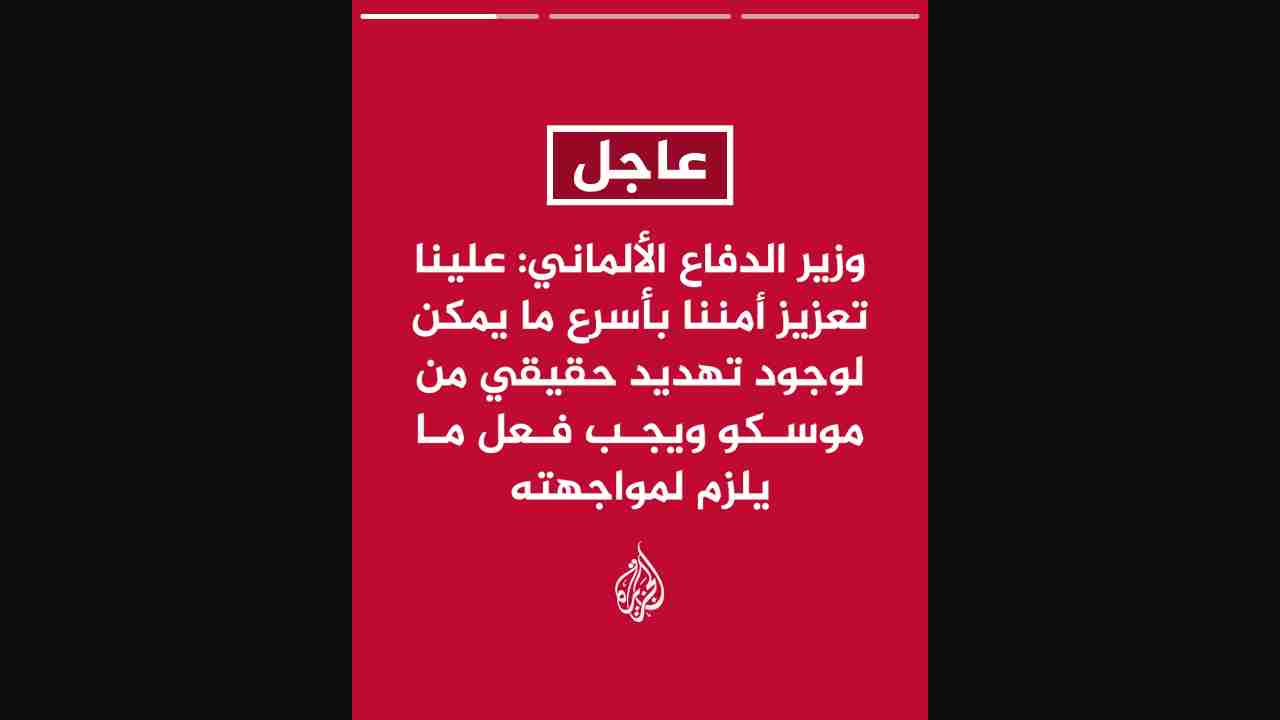 عاجل
وزير الدفاع الألماني: علينا
تعزيز أمننا بأسرع ما يمكن
لوجود تهديد حقيقي من
موسكو ويجب فعل ما
يلزم لمواجهته
الجزيرة